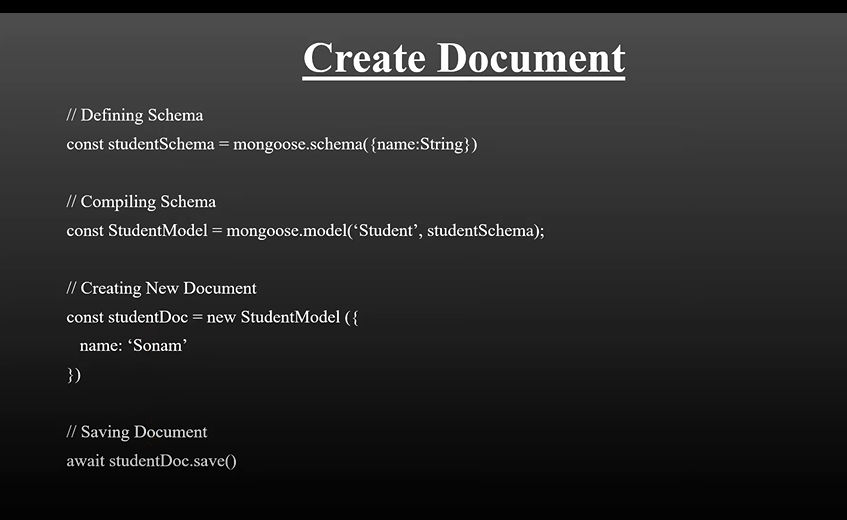 Create Document
// Defining Schema
const studentSchema = mongoose.schema({name:String})
// Compiling Schema
const StudentModel = mongoose.model(‘Student’, studentSchema);
// Creating New Document
const studentDoc = new StudentModel ({
name: ‘Sonam’
})
// Saving Document
await studentDoc.save()